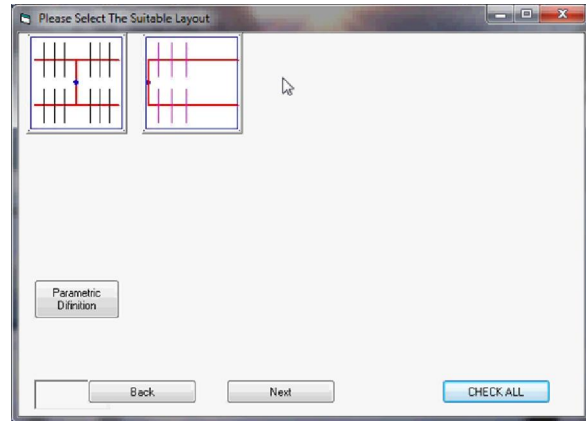 Please Select The Suitable Layout
Parametric
Difinition
Back
Next
CHECK ALL